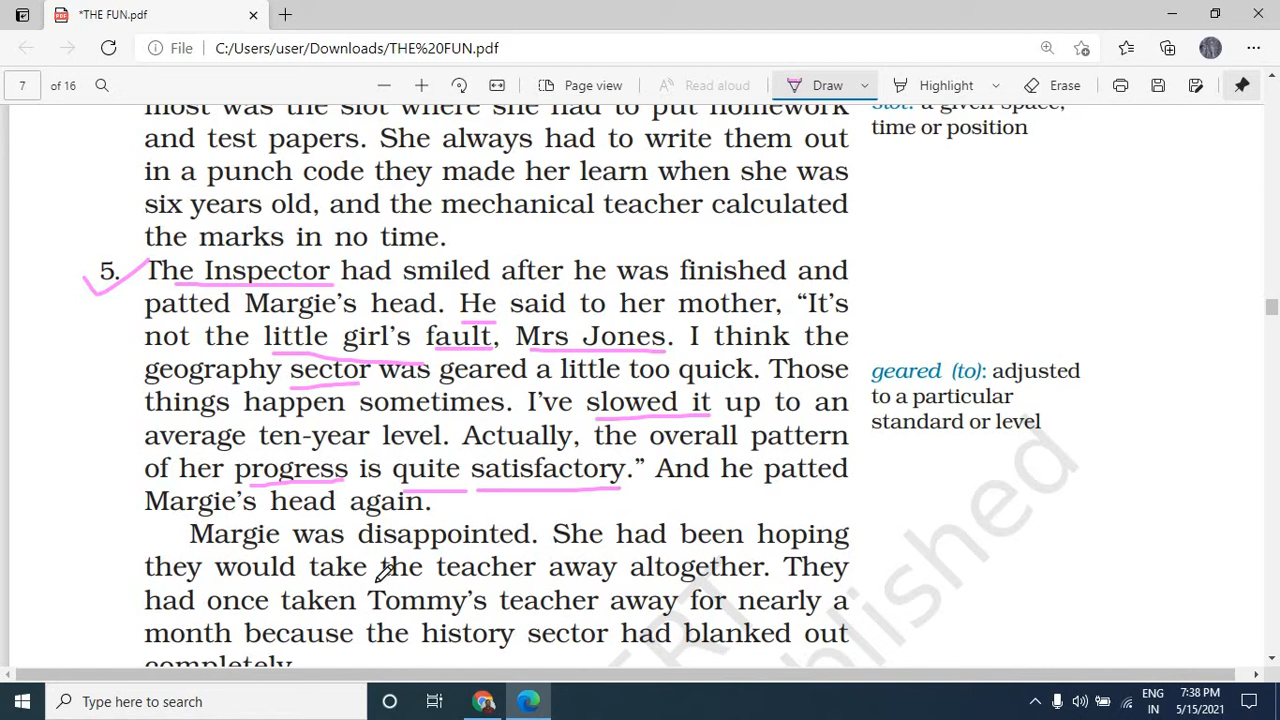 *THE FUN.pdf
File C:/Users/user/Downloads/THE%20FUN.pdf
7 of 16 Page view Read aloud Draw Highlight Erase
most was the slot where she had to put homework
and test papers. She always had to write them out
in a punch code they made her learn when she was
six years old, and the mechanical teacher calculated
the marks in no time.
slot: a given space,
time or position
5. The Inspector had smiled after he was finished and
patted Margie's head. He said to her mother, “It's
not the little girl's fault, Mrs Jones. I think the
geography sector was geared a little too quick. Those
things happen sometimes. I've slowed it up to an
average ten-year level. Actually, the overall pattern
of her progress is quite satisfactory.” And he patted
Margie's head again.
geared (to): adjusted
to a particular
standard or level
Margie was disappointed. She had been hoping
they would take the teacher away altogether. They
had once taken Tommy's teacher away for nearly a
month because the history sector had blanked out
completely.
Type here to search
ENG
IN
7:38 PM
5/15/2021